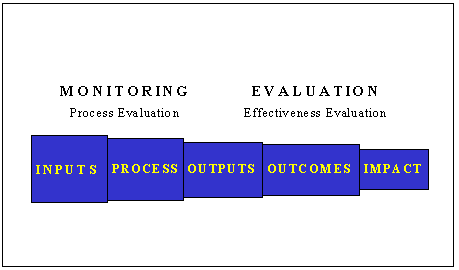 MONITORING EVALUATION
Process Evaluation Effectiveness Evaluation
INPUTS PROCESS OUTPUTS OUTCOMES IMPACT